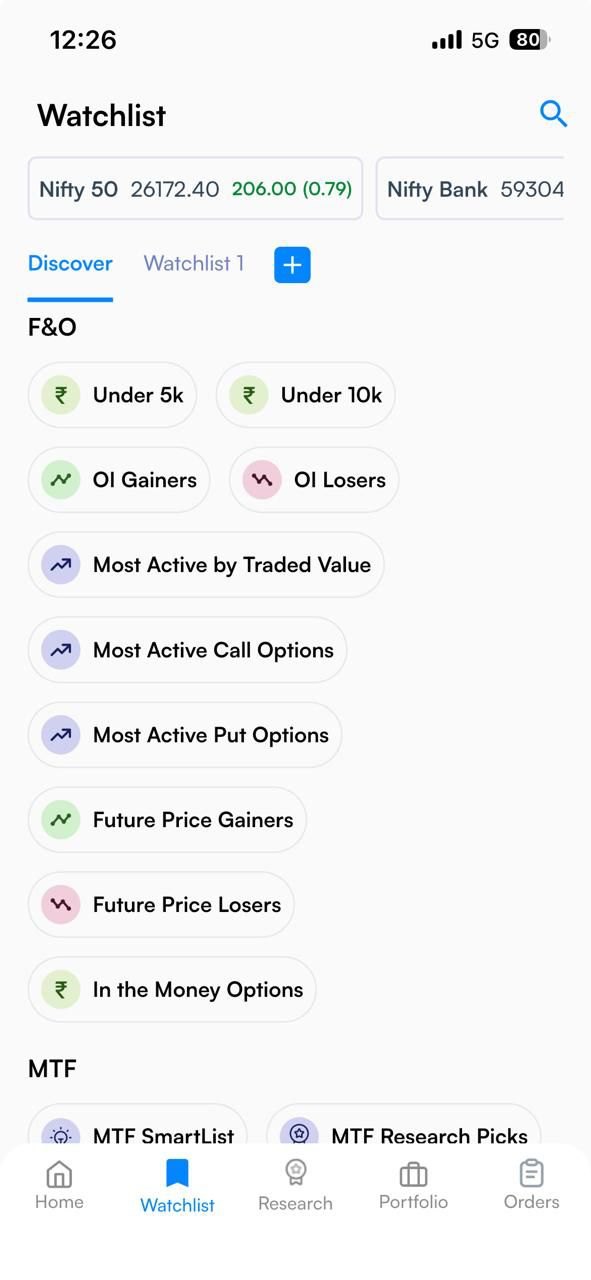 12:26 5G 80
Watchlist
Nifty 50 26172.40 206.00 (0.79) Nifty Bank 59304
Discover Watchlist 1 +
F&O
₹ Under 5k ₹ Under 10k
OI Gainers OI Losers
Most Active by Traded Value
Most Active Call Options
Most Active Put Options
Future Price Gainers
Future Price Losers
₹ In the Money Options
MTF
MTF SmartList MTF Research Picks
Home Watchlist Research Portfolio Orders